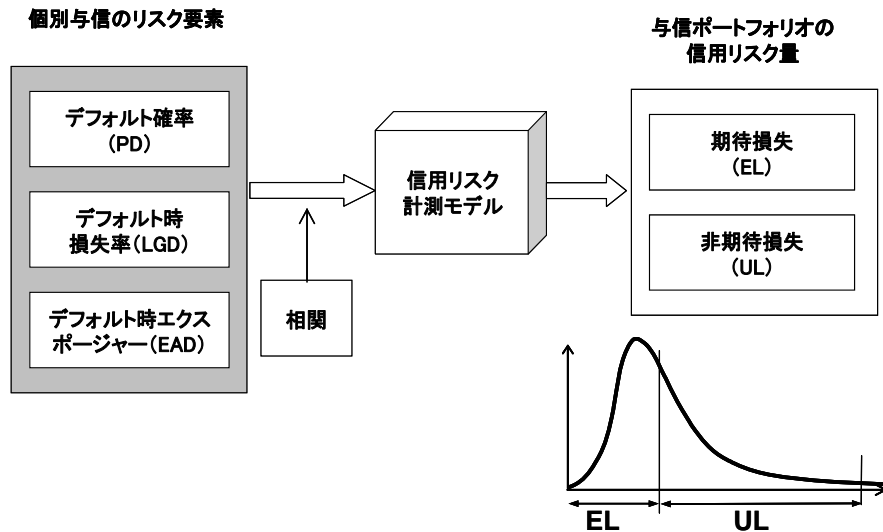 個別与信のリスク要素
デフォルト確率
(PD)
デフォルト時
損失率(LGD)
デフォルト時エクス
ポージャー(EAD)
相関
信用リスク
計測モデル
与信ポートフォリオの
信用リスク量
期待損失
(EL)
非期待損失
(UL)
EL
UL